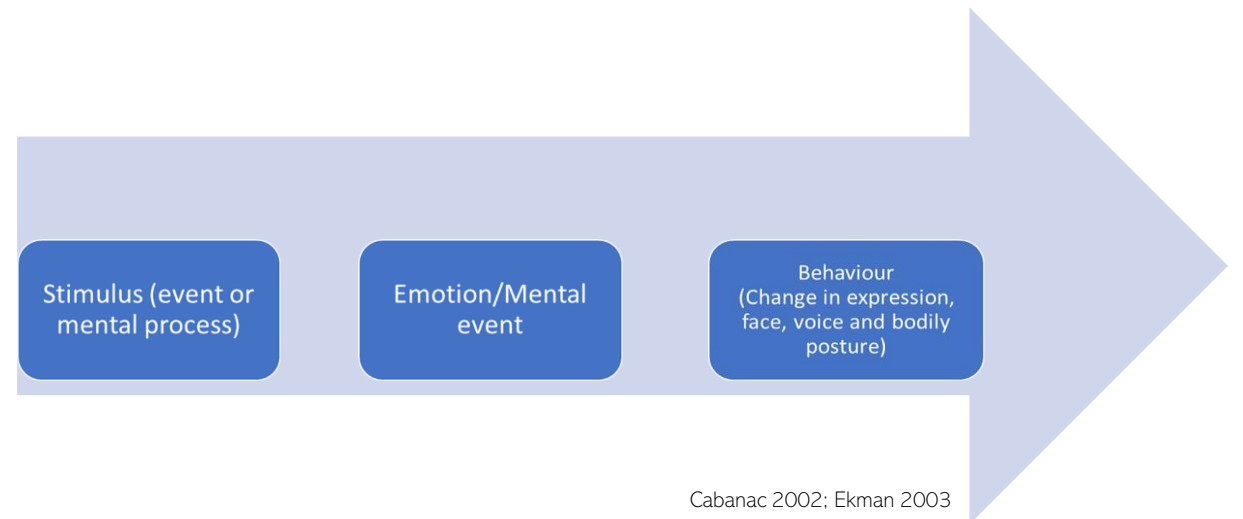 Stimulus (event or
mental process)
Emotion/Mental
event
Behaviour
(Change in expression,
face, voice and bodily
posture)
Cabanac 2002; Ekman 2003